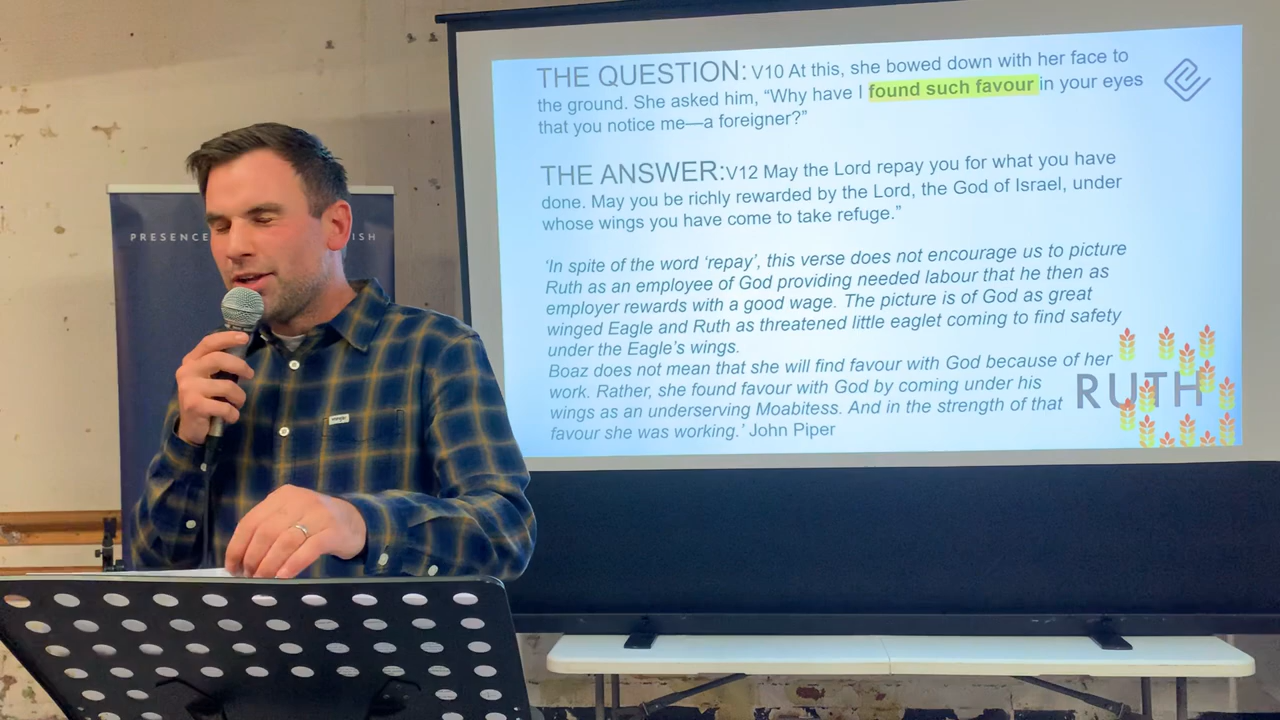 THE QUESTION: V10 At this, she bowed down with her face to
the ground. She asked him, “Why have I found such favour in your eyes
that you notice me—a foreigner?”
THE ANSWER:V12 May the Lord repay you for what you have
done. May you be richly rewarded by the Lord, the God of Israel, under
whose wings you have come to take refuge.”
‘In spite of the word ‘repay’, this verse does not encourage us to picture
Ruth as an employee of God providing needed labour that he then as
employer rewards with a good wage. The picture is of God as great
winged Eagle and Ruth as threatened little eaglet coming to find safety
under the Eagle’s wings.
Boaz does not mean that she will find favour with God because of her
work. Rather, she found favour with God by coming under his
wings as an underserving Moabitess. And in the strength of that
favour she was working.’ John Piper
RUTH
PRESENCE
ISH